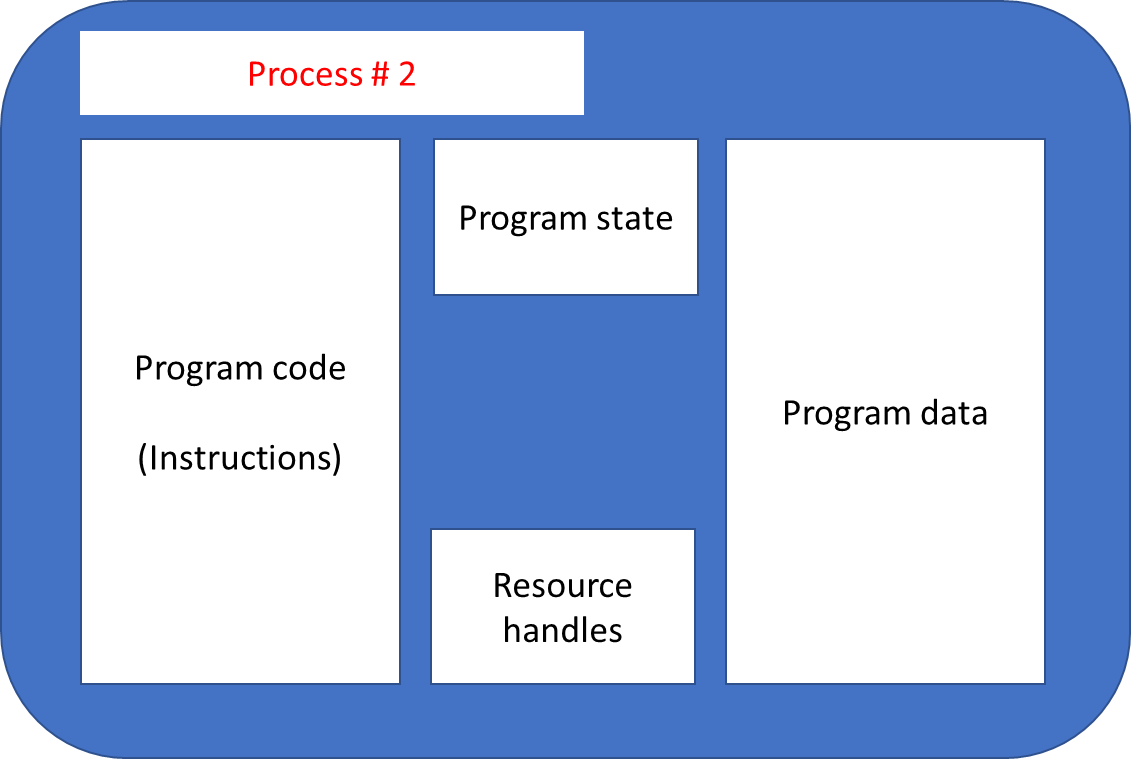 Process # 2
Program state
Program code
(Instructions)
Program data
Resource
handles